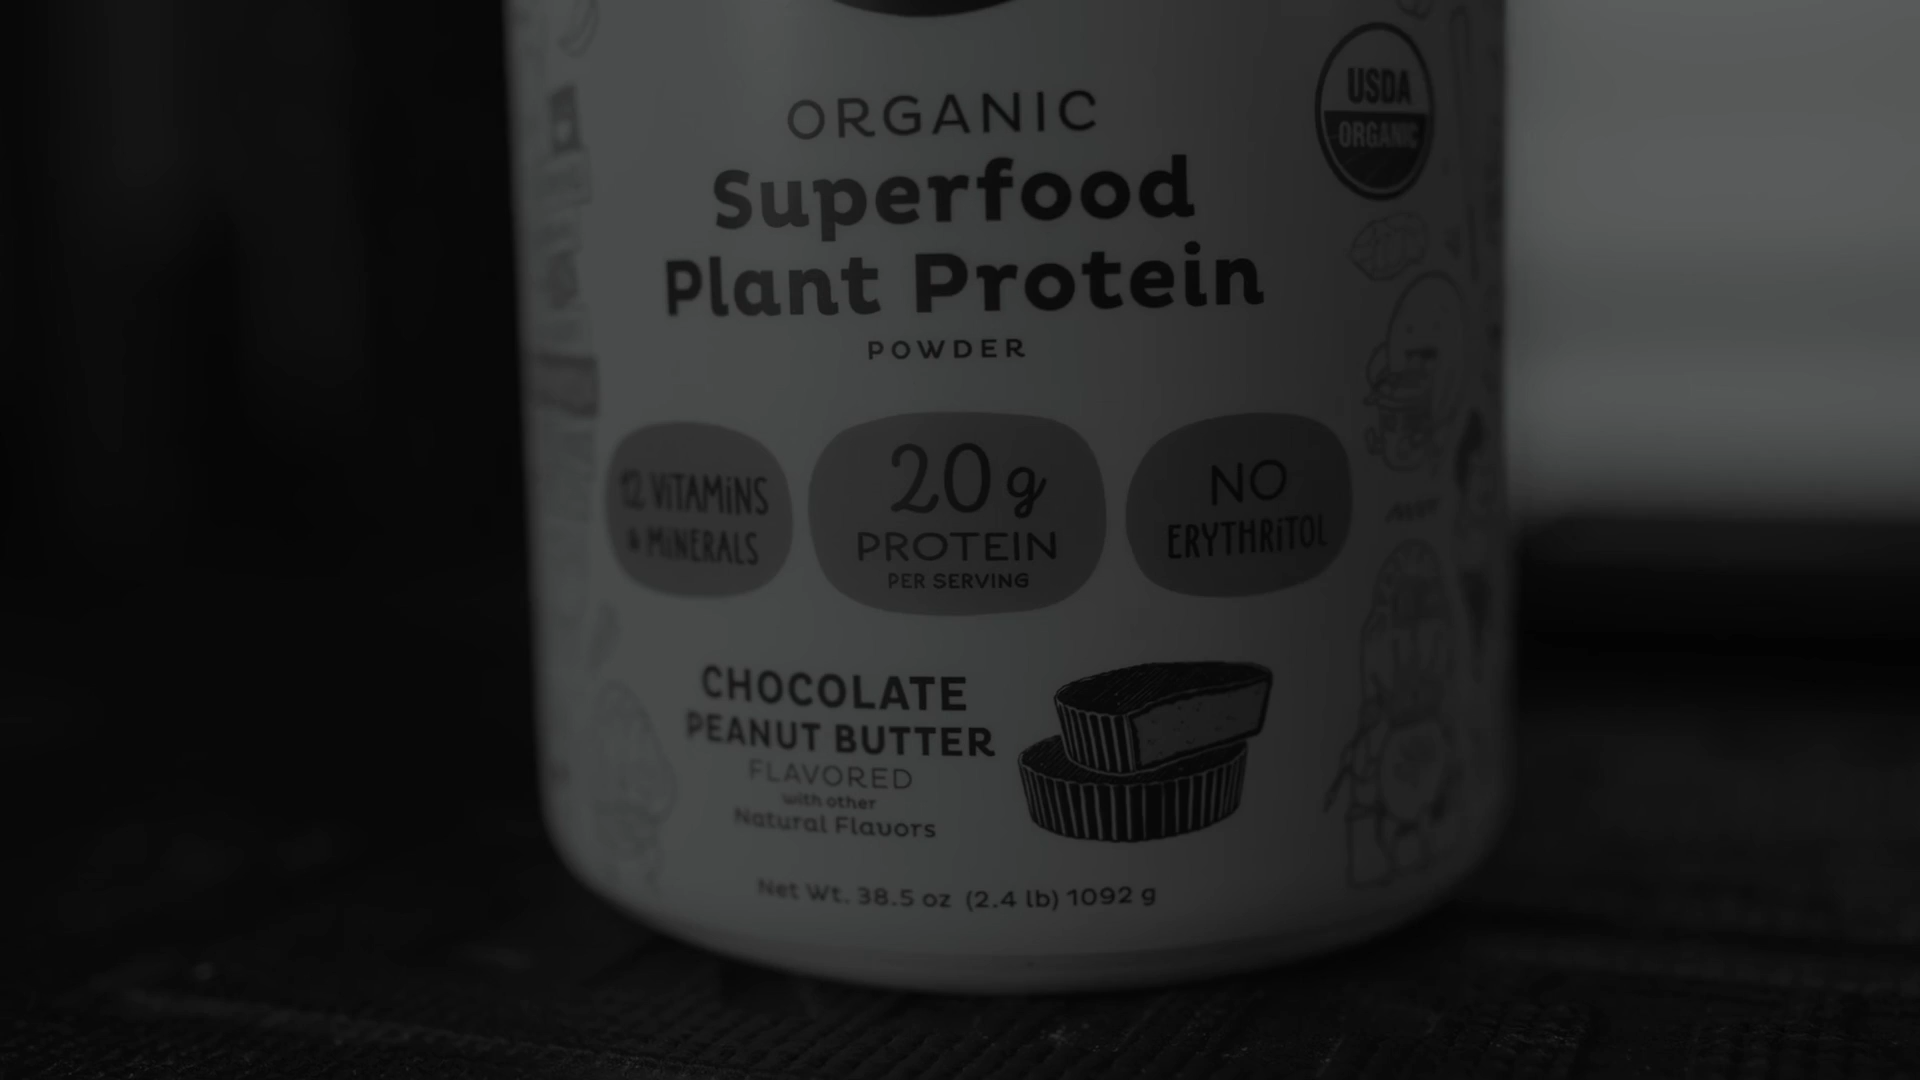 USDA
ORGANIC
ORGANIC
Superfood
Plant Protein
POWDER
12 ViTAMiNS
& MiNERALS
20 g
PROTEIN
PER SERVING
NO
ERYTHRiTOL
CHOCOLATE
PEANUT BUTTER
FLAVORED
with other
Natural Flavors
Net Wt. 38.5 oz (2.4 lb) 1092 g